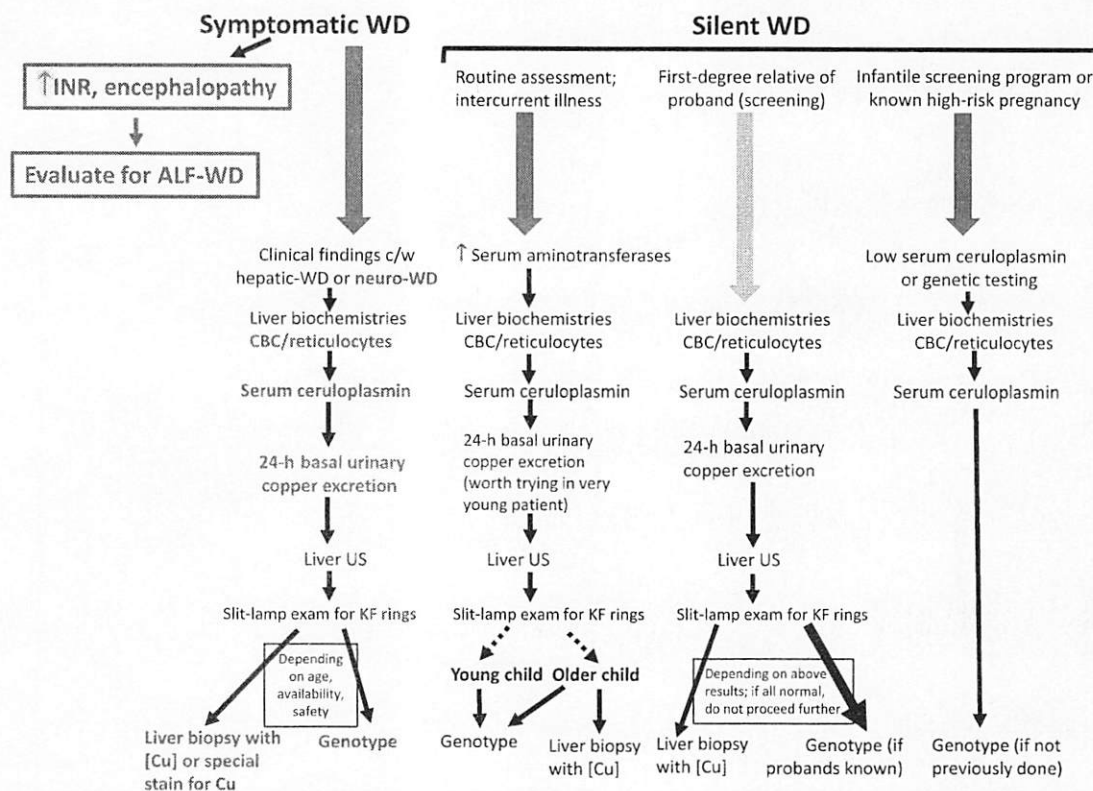 Symptomatic WD
↑INR, encephalopathy
Evaluate for ALF-WD
Clinical findings c/w
hepatic-WD or neuro-WD
Liver biochemistries
CBC/reticulocytes
Serum ceruloplasmin
24-h basal urinary
copper excretion
Liver US
Slit-lamp exam for KF rings
Depending
on age,
availability,
safety
Liver biopsy with
[Cu] or special
stain for Cu
Genotype
Silent WD
Routine assessment;
intercurrent illness
↑ Serum aminotransferases
Liver biochemistries
CBC/reticulocytes
Serum ceruloplasmin
24-h basal urinary
copper excretion
(worth trying in very
young patient)
Liver US
Slit-lamp exam for KF rings
Young child
Older child
Genotype
Liver biopsy
with [Cu]
First-degree relative of
proband (screening)
Liver biochemistries
CBC/reticulocytes
Serum ceruloplasmin
24-h basal urinary
copper excretion
Liver US
Slit-lamp exam for KF rings
Depending on above
results; if all normal,
do not proceed further
Liver biopsy
with [Cu]
Genotype (if
probands known)
Infantile screening program or
known high-risk pregnancy
Low serum ceruloplasmin
or genetic testing
Liver biochemistries
CBC/reticulocytes
Serum ceruloplasmin
Genotype (if not
previously done)